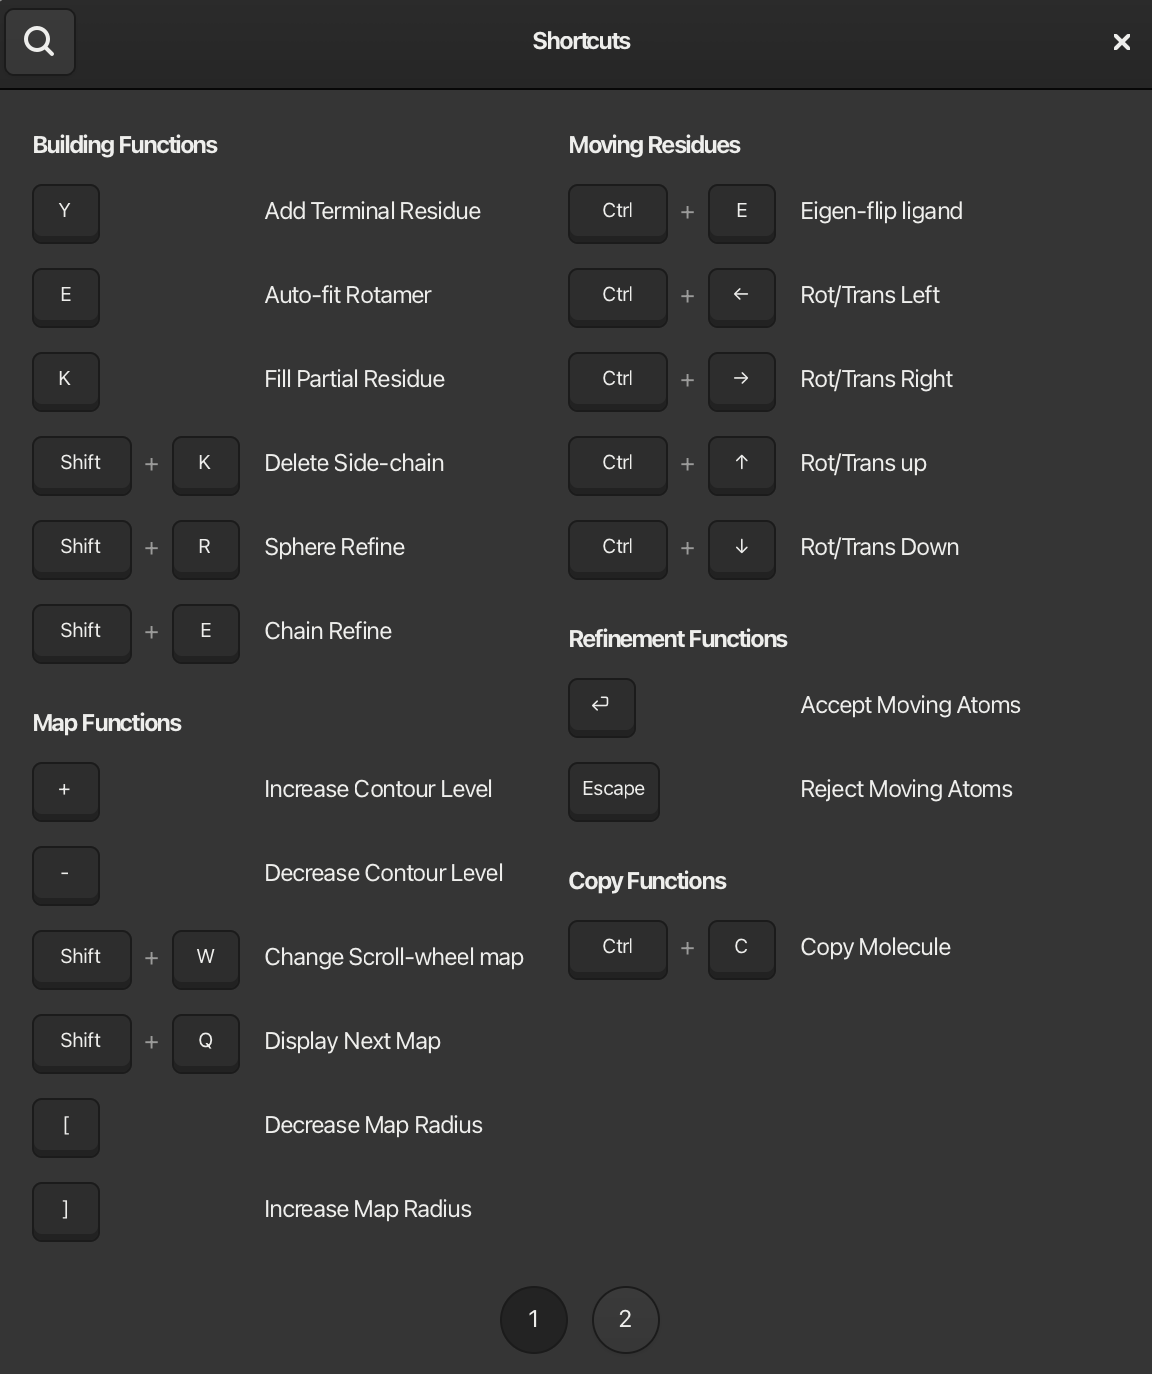 Shortcuts
Building Functions
Y Add Terminal Residue
E Auto-fit Rotamer
K Fill Partial Residue
Shift + K Delete Side-chain
Shift + R Sphere Refine
Shift + E Chain Refine
Map Functions
+ Increase Contour Level
- Decrease Contour Level
Shift + W Change Scroll-wheel map
Shift + Q Display Next Map
[ Decrease Map Radius
] Increase Map Radius
Moving Residues
Ctrl + E Eigen-flip ligand
Ctrl + ← Rot/Trans Left
Ctrl + → Rot/Trans Right
Ctrl + ↑ Rot/Trans up
Ctrl + ↓ Rot/Trans Down
Refinement Functions
⏎ Accept Moving Atoms
Escape Reject Moving Atoms
Copy Functions
Ctrl + C Copy Molecule
1 2